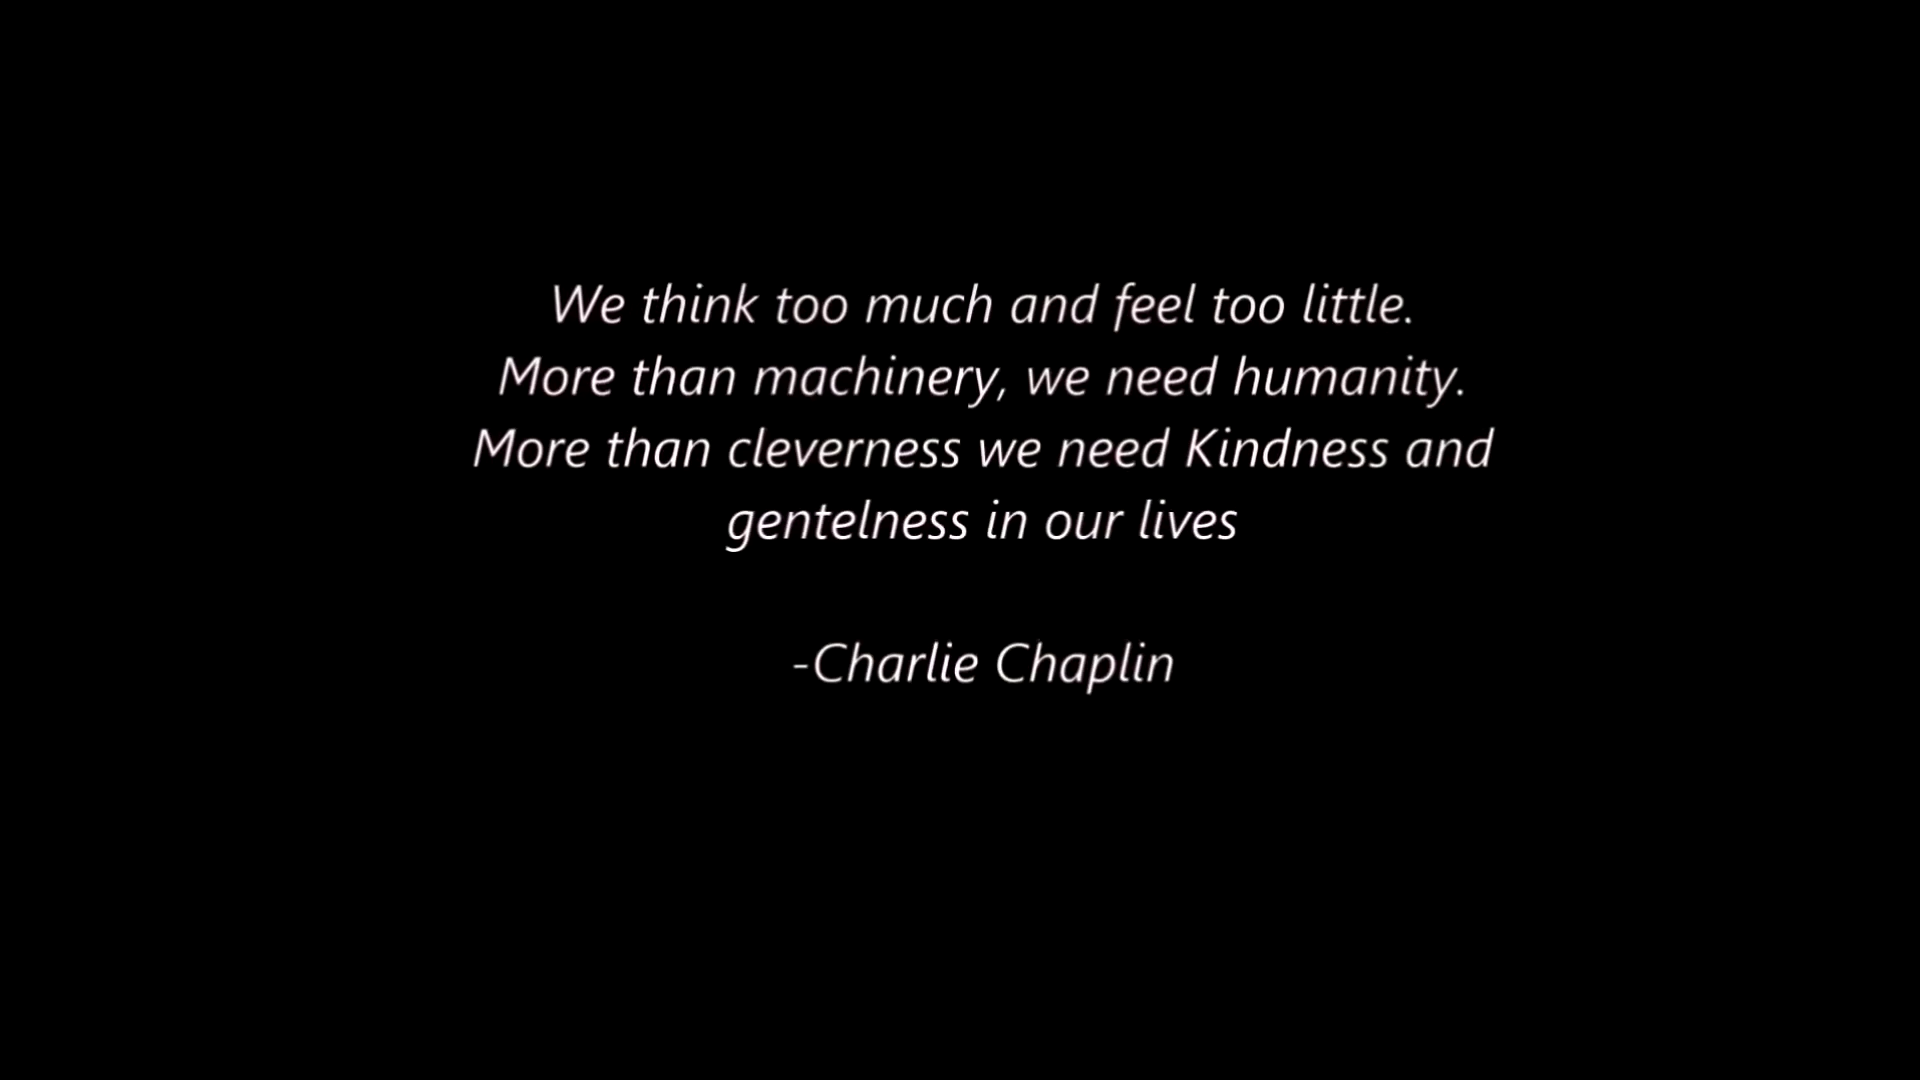 We think too much and feel too little.
More than machinery, we need humanity.
More than cleverness we need Kindness and
gentelness in our lives
-Charlie Chaplin